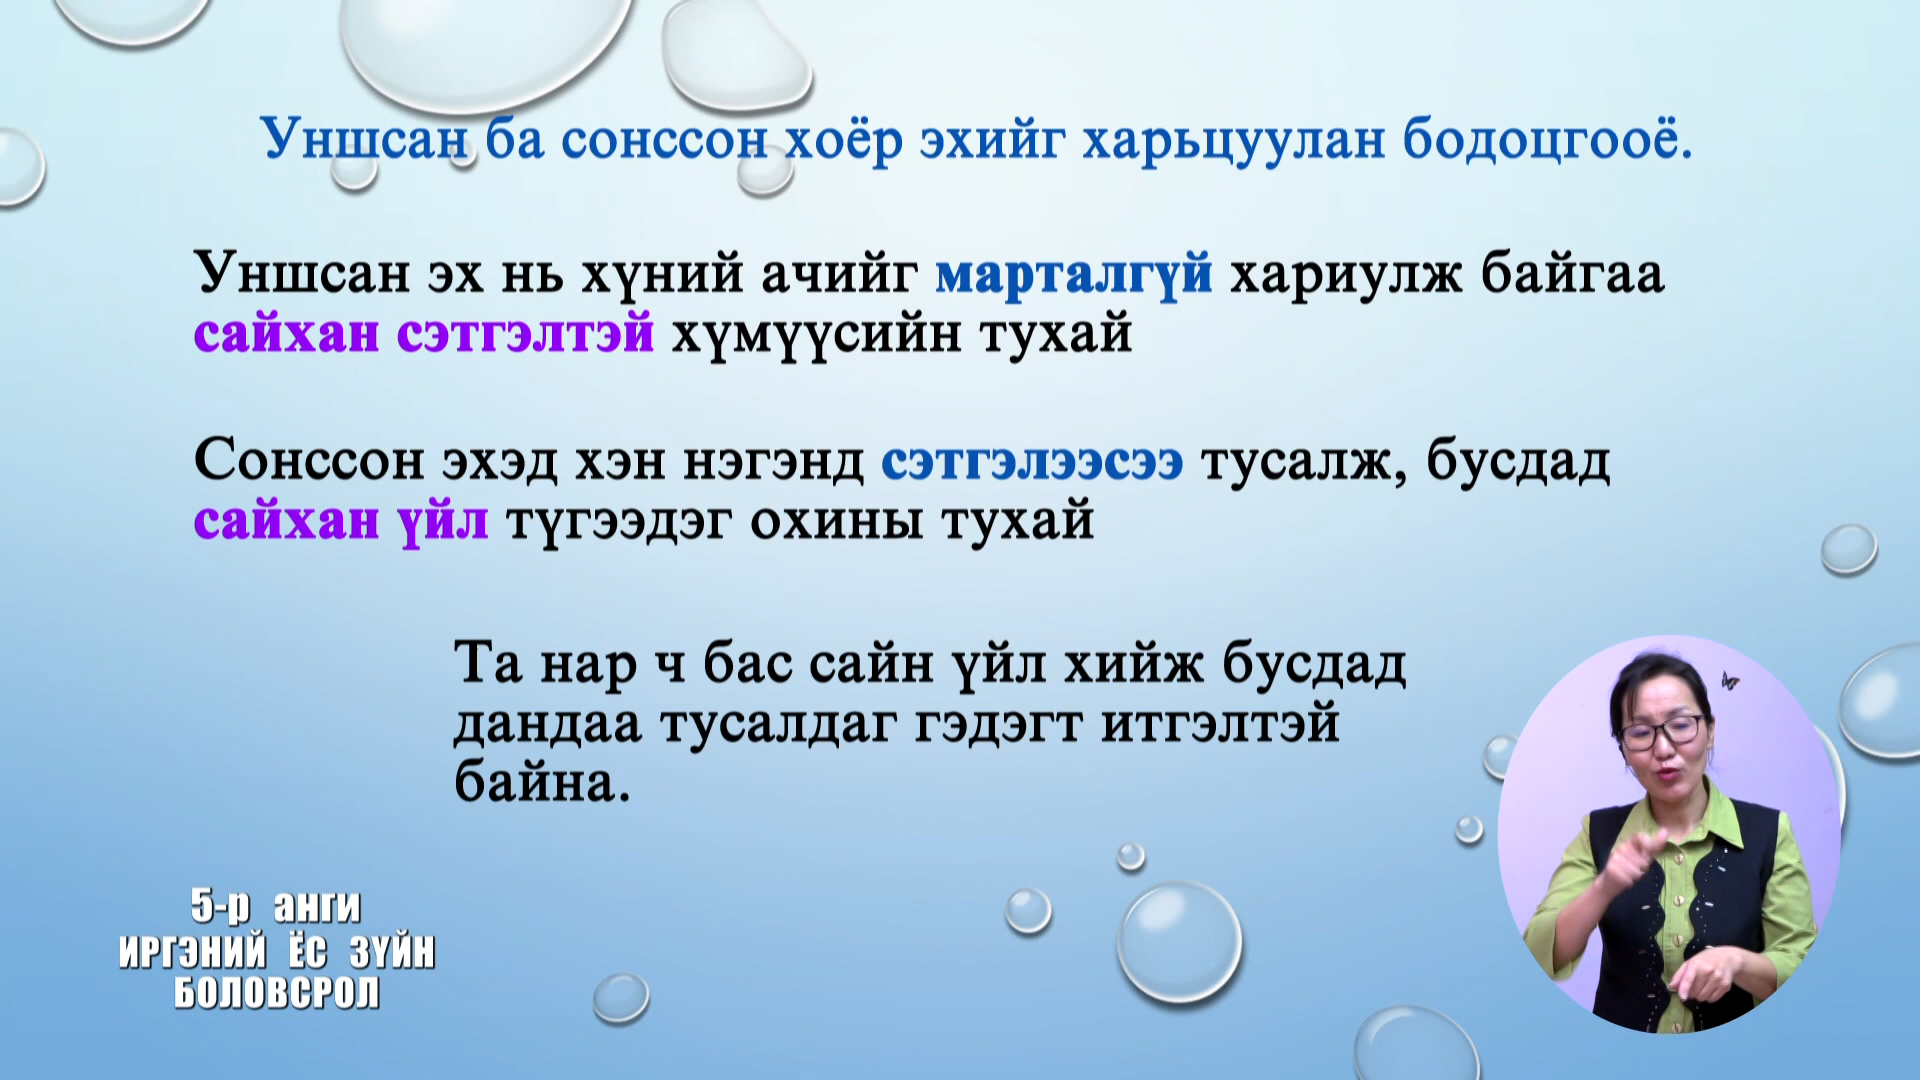 Уншсан ба сонссон хоёр эхийг харьцуулан бодоцгооё.
Уншсан эх нь хүний ачийг марталгүй хариулж байгаа
сайхан сэтгэлтэй хүмүүсийн тухай
Сонссон эхэд хэн нэгэнд сэтгэлээсээ тусалж, бусдад
сайхан үйл түгээдэг охины тухай
Та нар ч бас сайн үйл хийж бусдад
дандаа тусалдаг гэдэгт итгэлтэй
байна.
5-р анги
ИРГЭНИЙ ЁС ЗҮЙН
БОЛОВСРОЛ